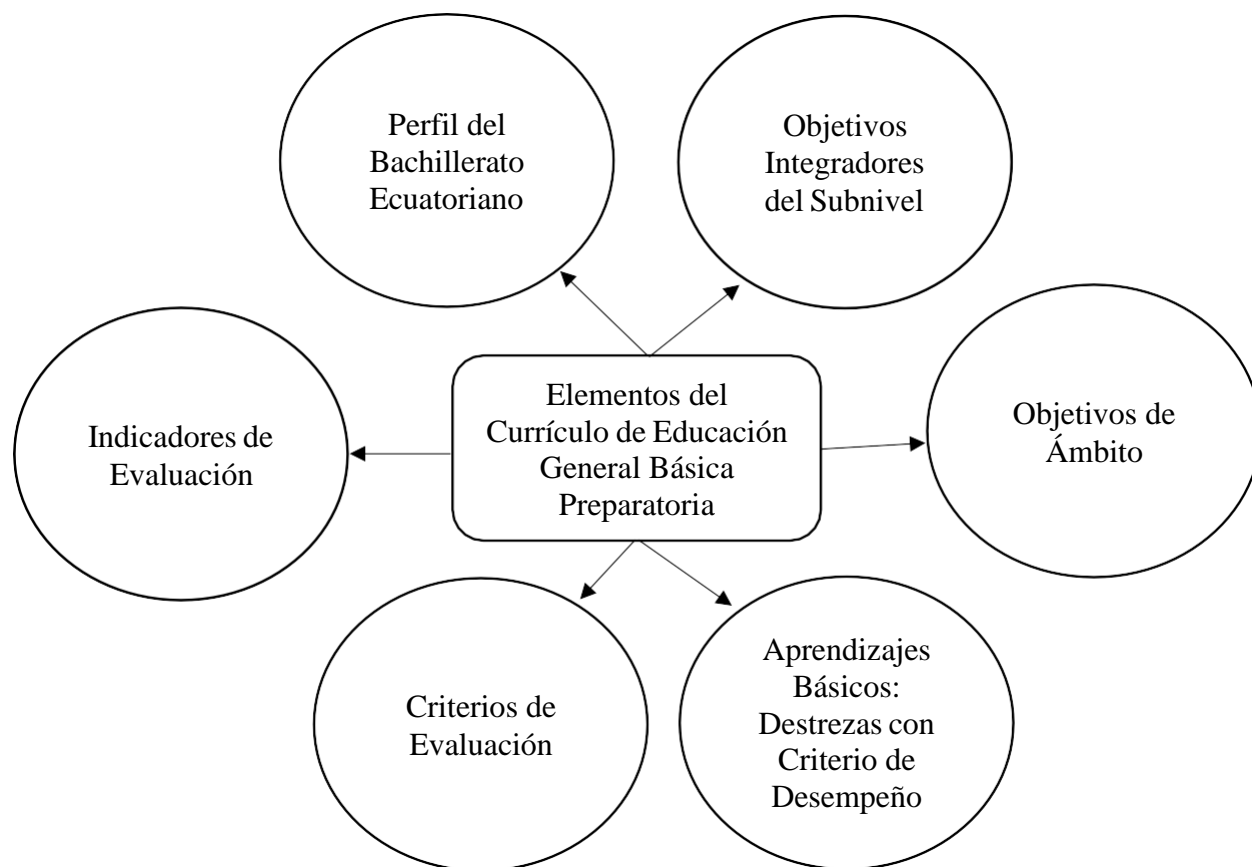 Perfil del
Bachillerato
Ecuatoriano
Objetivos
Integradores
del Subnivel
Indicadores de
Evaluación
Elementos del
Currículo de Educación
General Básica
Preparatoria
Objetivos de
Ámbito
Criterios de
Evaluación
Aprendizajes
Básicos:
Destrezas con
Criterio de
Desempeño